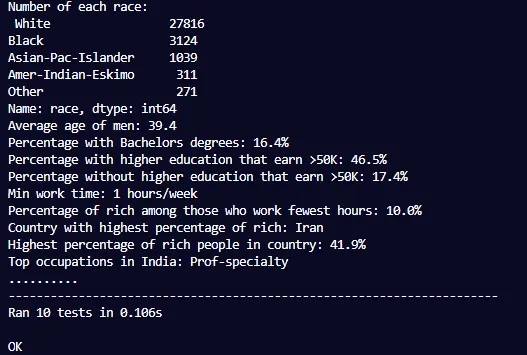 Number of each race:
 White                 27816
Black                  3124
Asian-Pac-Islander     1039
Amer-Indian-Eskimo      311
Other                   271
Name: race, dtype: int64
Average age of men: 39.4
Percentage with Bachelors degrees: 16.4%
Percentage with higher education that earn >50K: 46.5%
Percentage without higher education that earn >50K: 17.4%
Min work time: 1 hours/week
Percentage of rich among those who work fewest hours: 10.0%
Country with highest percentage of rich: Iran
Highest percentage of rich people in country: 41.9%
Top occupations in India: Prof-specialty
..........
----------------------------------------------------------------------
Ran 10 tests in 0.106s
OK